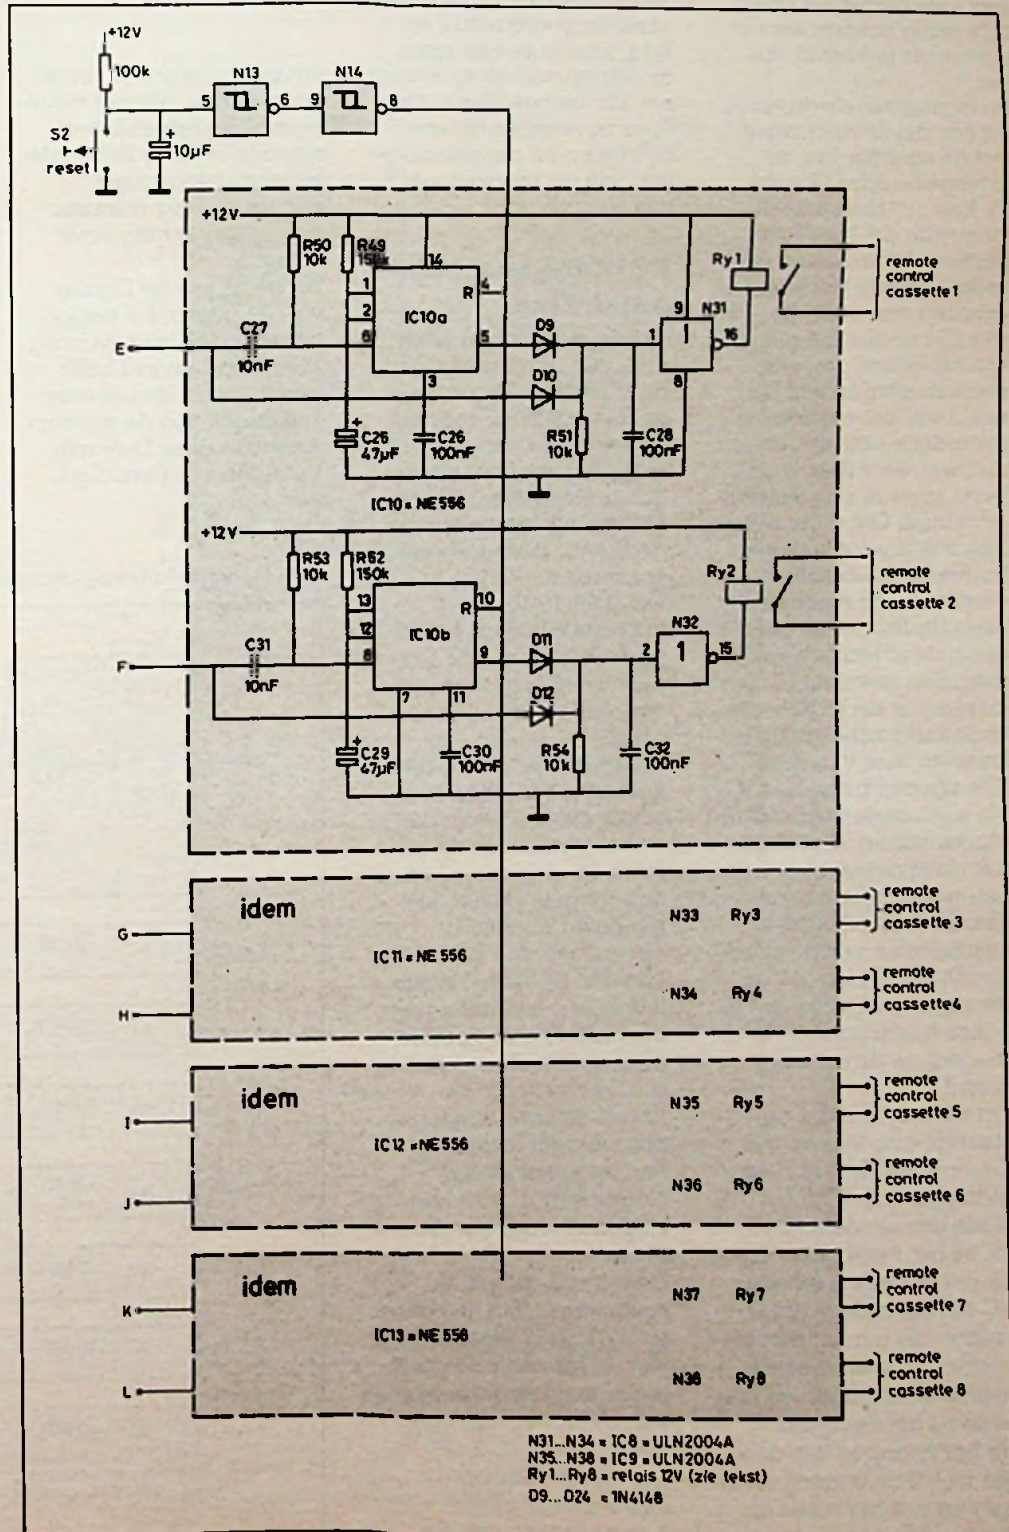 +12V
100k
N13
N14
5
6
9
8
S2
reset
+
10µF
+12V
R50
10k
R49
150k
14
1
2
6
R
4
IC10a
5
3
C27
10nF
E
D9
D10
Ry1
9
N31
1
1
16
8
remote
control
cassette 1
+
C25
47µF
C26
100nF
R51
10k
C28
100nF
IC10 = NE556
+12V
R53
10k
R52
150k
13
12
8
R
10
IC10b
9
7
11
C31
10nF
F
D11
D12
Ry2
N32
2
1
15
remote
control
cassette 2
+
C29
47µF
C30
100nF
R54
10k
C32
100nF
idem
N33 Ry3
G
IC11 = NE556
N34 Ry4
H
remote
control
cassette 3
remote
control
cassette 4
idem
N35 Ry5
I
IC12 = NE556
N36 Ry6
J
remote
control
cassette 5
remote
control
cassette 6
idem
N37 Ry7
K
IC13 = NE556
N38 Ry8
L
remote
control
cassette 7
remote
control
cassette 8
N31...N34 = IC8 = ULN2004A
N35...N38 = IC9 = ULN2004A
Ry1...Ry8 = relais 12V (zie tekst)
D9...D24 = 1N4148